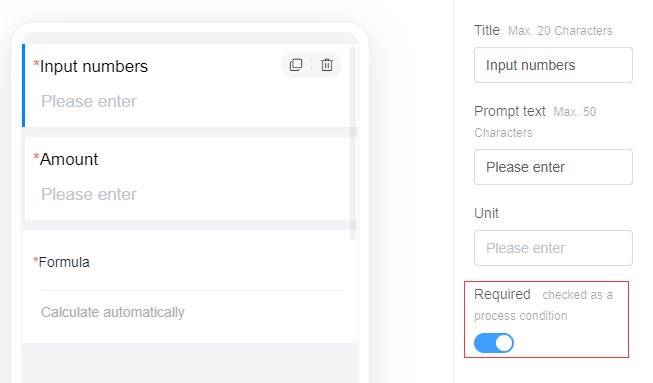 *Input numbers
Please enter
*Amount
Please enter
*Formula
Calculate automatically
Title Max. 20 Characters
Input numbers
Prompt text Max. 50
Characters
Please enter
Unit
Please enter
Required checked as a
process condition